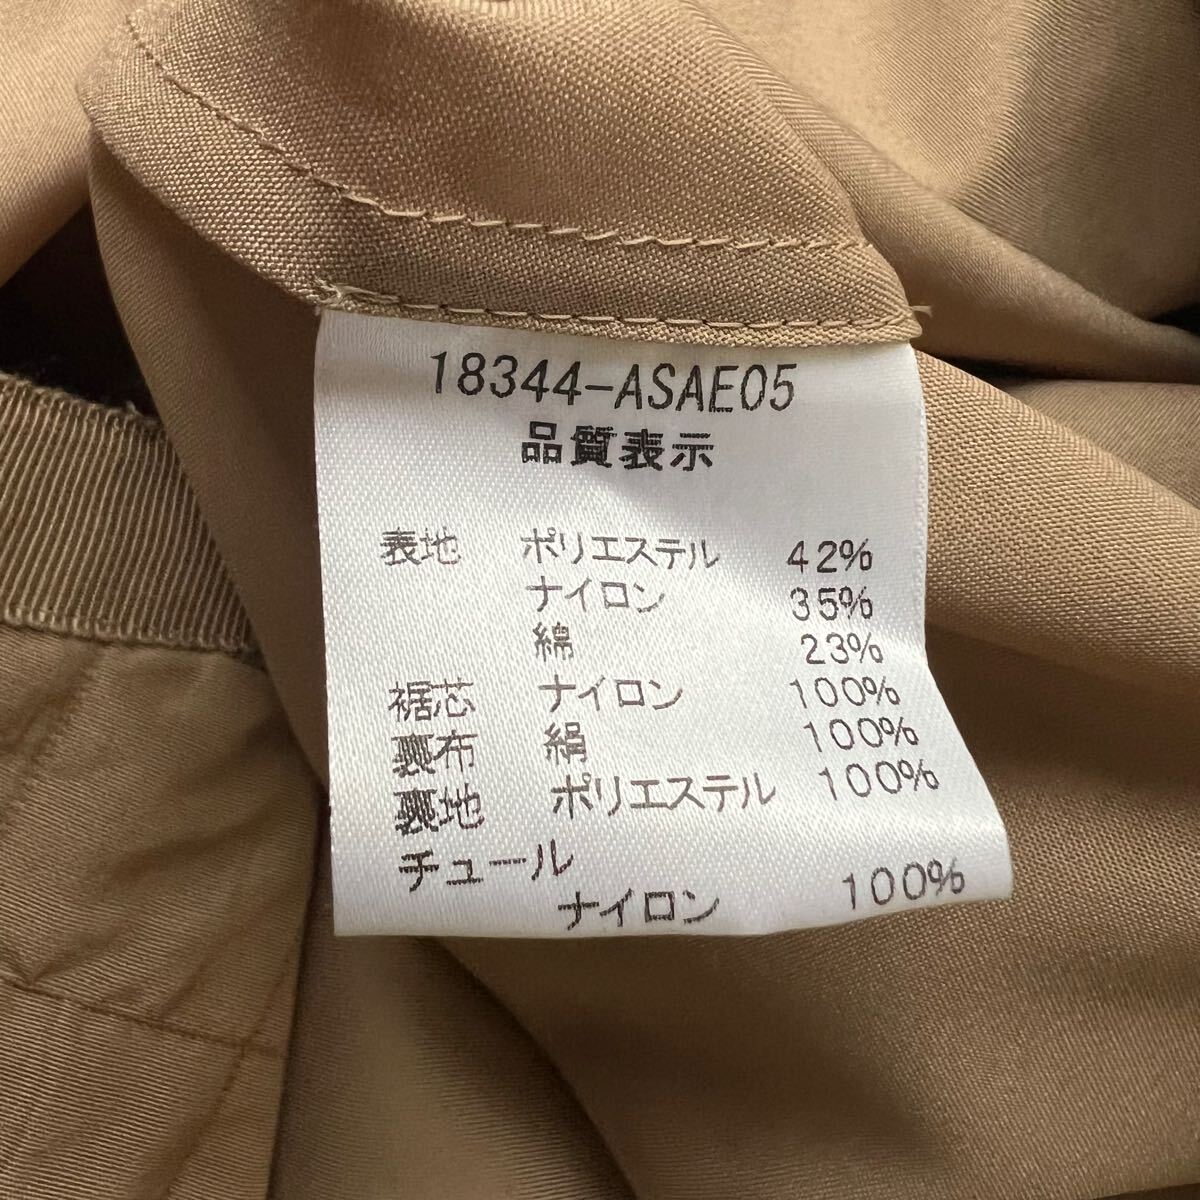 18344-ASAE05
品質表示
表地 ポリエステル 42%
ナイロン 35%
綿 23%
裾芯 ナイロン 100%
裏布 絹 100%
裏地 ポリエステル 100%
チュール
ナイロン 100%